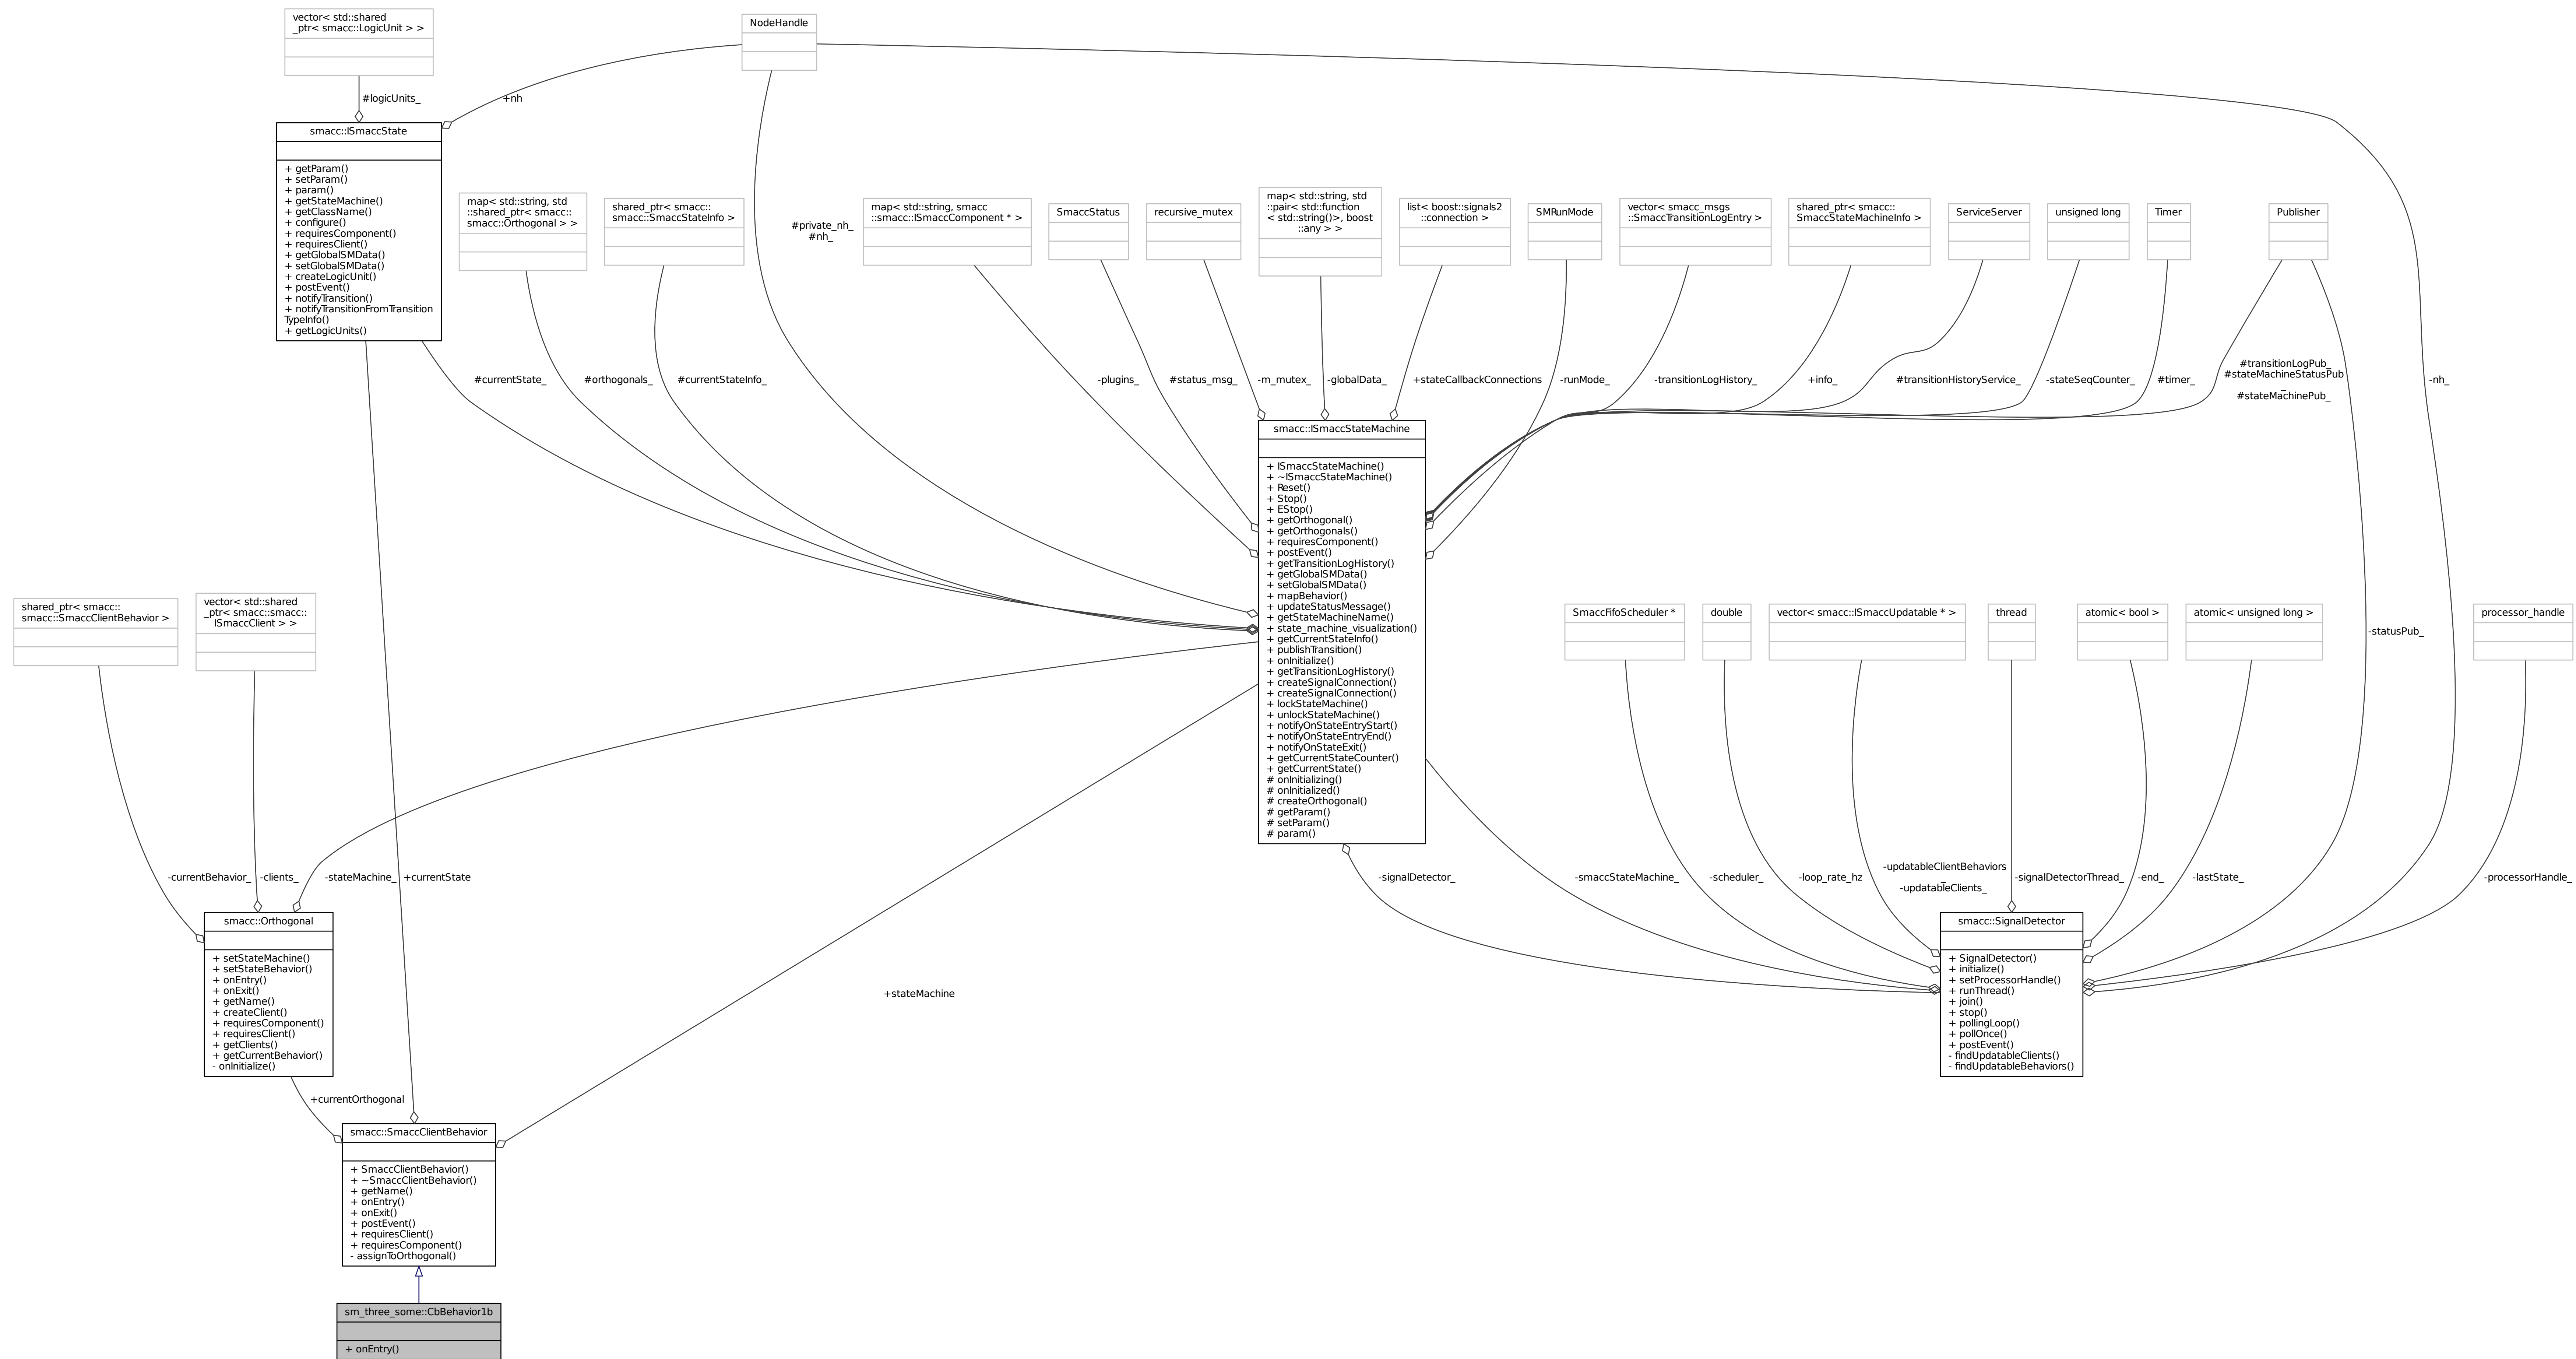 vector< std::shared
_ptr< smacc::LogicUnit > >
NodeHandle
#logicUnits_
+nh
smacc::ISmaccState
+ getParam()
+ setParam()
+ param()
+ getStateMachine()
+ getClassName()
+ configure()
+ requiresComponent()
+ requiresClient()
+ getGlobalSMData()
+ setGlobalSMData()
+ createLogicUnit()
+ postEvent()
+ notifyTransition()
+ notifyTransitionFromTransition
TypeInfo()
+ getLogicUnits()
map< std::string, std
::shared_ptr< smacc::
smacc::Orthogonal > >
shared_ptr< smacc::
smacc::SmaccStateInfo >
#private_nh_
#nh_
map< std::string, smacc
::smacc::ISmaccComponent * >
SmaccStatus
recursive_mutex
map< std::string, std
::pair< std::function
< std::string()>, boost
::any > >
list< boost::signals2
::connection >
SMRunMode
vector< smacc_msgs
::SmaccTransitionLogEntry >
shared_ptr< smacc::
SmaccStateMachineInfo >
ServiceServer
unsigned long
Timer
Publisher
#currentState_
#orthogonals_
#currentStateInfo_
-plugins_
#status_msg_
-m_mutex_
-globalData_
+stateCallbackConnections
-runMode_
-transitionLogHistory_
+info_
#transitionHistoryService_
-stateSeqCounter_
#timer_
#transitionLogPub_
#stateMachineStatusPub
_
#stateMachinePub_
-nh_
smacc::ISmaccStateMachine
+ ISmaccStateMachine()
+ ~ISmaccStateMachine()
+ Reset()
+ Stop()
+ EStop()
+ getOrthogonal()
+ getOrthogonals()
+ requiresComponent()
+ postEvent()
+ getTransitionLogHistory()
+ getGlobalSMData()
+ setGlobalSMData()
+ mapBehavior()
+ updateStatusMessage()
+ getStateMachineName()
+ state_machine_visualization()
+ getCurrentStateInfo()
+ publishTransition()
+ onInitialize()
+ getTransitionLogHistory()
+ createSignalConnection()
+ createSignalConnection()
+ lockStateMachine()
+ unlockStateMachine()
+ notifyOnStateEntryStart()
+ notifyOnStateEntryEnd()
+ notifyOnStateExit()
+ getCurrentStateCounter()
+ getCurrentState()
# onInitializing()
# onInitialized()
# createOrthogonal()
# getParam()
# setParam()
# param()
shared_ptr< smacc::
smacc::SmaccClientBehavior >
vector< std::shared
_ptr< smacc::smacc::
ISmaccClient > >
SmaccFifoScheduler *
double
vector< smacc::ISmaccUpdatable * >
thread
atomic< bool >
atomic< unsigned long >
-statusPub_
processor_handle
-currentBehavior_
-clients_
-stateMachine_
+currentState
-signalDetector_
-smaccStateMachine_
-scheduler_
-loop_rate_hz
-updatableClientBehaviors
_
-updatableClients_
-signalDetectorThread_
-end_
-lastState_
-processorHandle_
smacc::Orthogonal
+ setStateMachine()
+ setStateBehavior()
+ onEntry()
+ onExit()
+ getName()
+ createClient()
+ requiresComponent()
+ requiresClient()
+ getClients()
+ getCurrentBehavior()
- onInitialize()
+stateMachine
smacc::SignalDetector
+ SignalDetector()
+ initialize()
+ setProcessorHandle()
+ runThread()
+ join()
+ stop()
+ pollingLoop()
+ pollOnce()
+ postEvent()
- findUpdatableClients()
- findUpdatableBehaviors()
+currentOrthogonal
smacc::SmaccClientBehavior
+ SmaccClientBehavior()
+ ~SmaccClientBehavior()
+ getName()
+ onEntry()
+ onExit()
+ postEvent()
+ requiresClient()
+ requiresComponent()
- assignToOrthogonal()
sm_three_some::CbBehavior1b
+ onEntry()